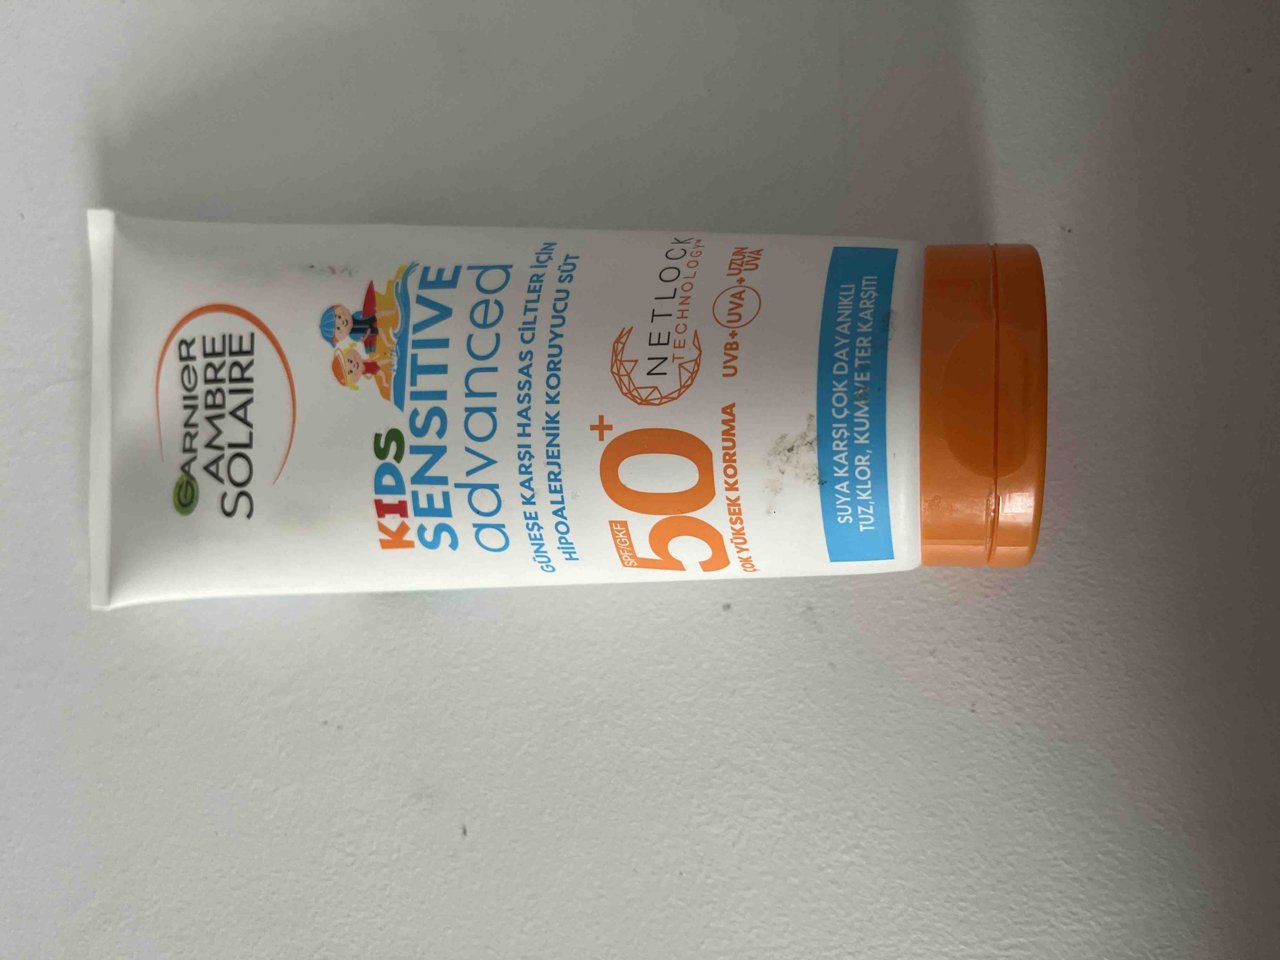 GARNIER
AMBRE
SOLAIRE
KIDS
SENSITIVE
advanced
GÜNEŞE KARŞI HASSAS CİLTLER İÇİN
HİPOALERJENİK KORUYUCU SÜT
SPF/GKF
50+
NETLOCK
TECHNOLOGY™
ÇOK YÜKSEK KORUMA
UVB+UVA+UZUN
UVA
SUYA KARŞI ÇOK DAYANIKLI
TUZ,KLOR, KUM VE TER KARŞITI